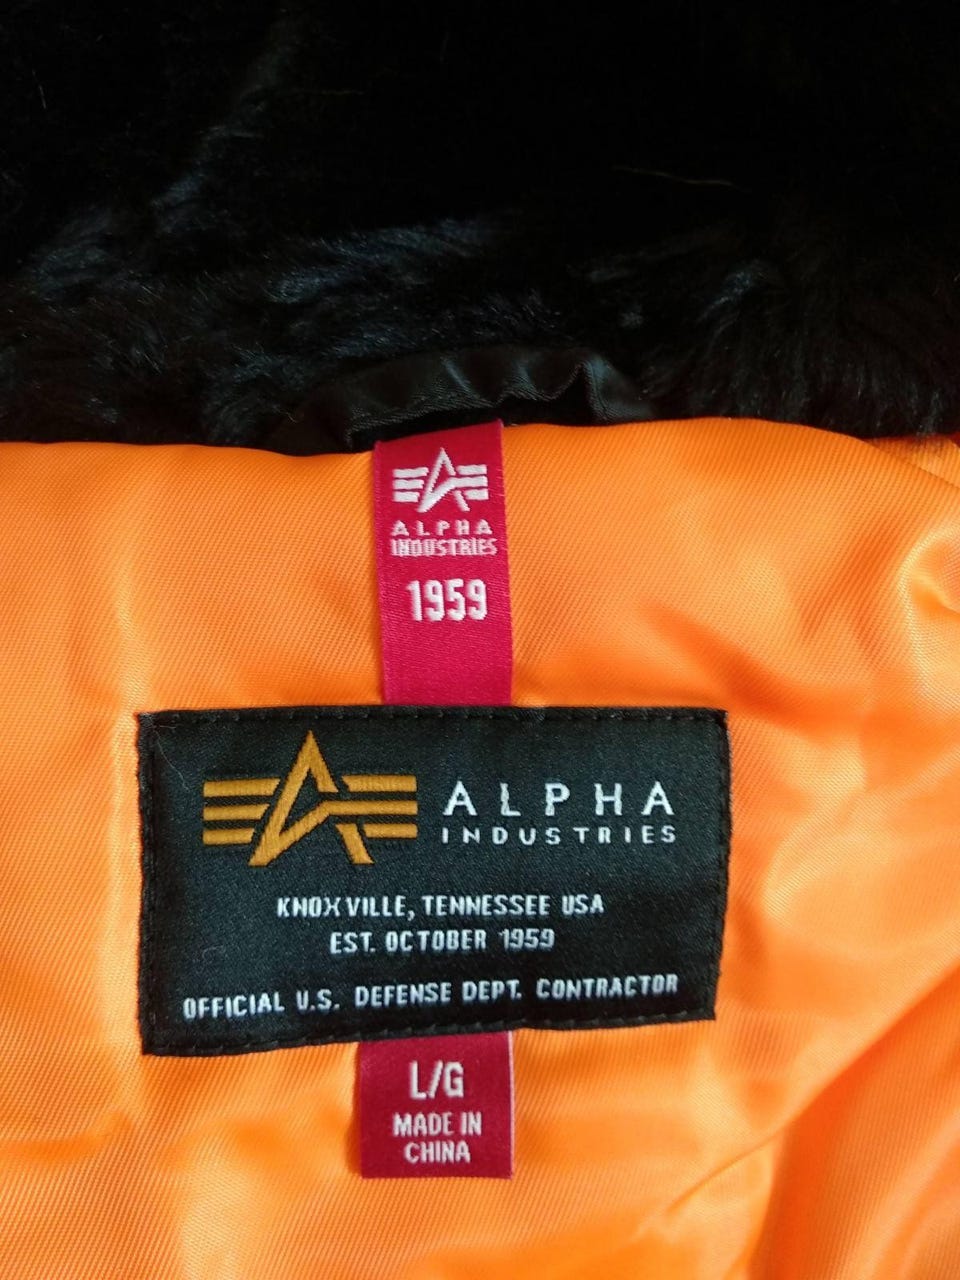 ALPHA
INDUSTRIES
1959
ALPHA
INDUSTRIES
KNOXVILLE, TENNESSEE USA
EST. OCTOBER 1959
OFFICIAL U.S. DEFENSE DEPT. CONTRACTOR
L/G
MADE IN
CHINA